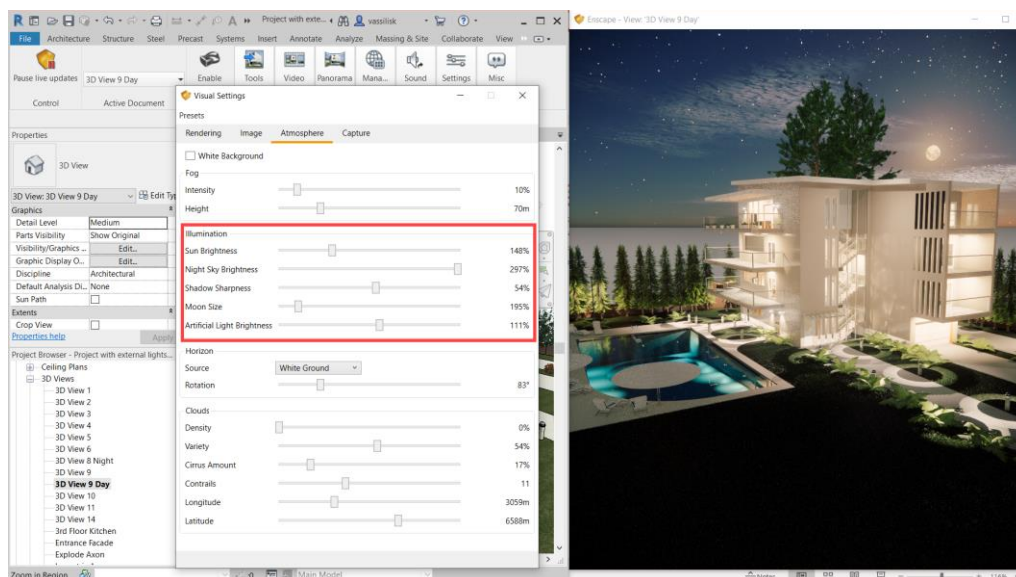 R A Project with exte... vassilisk
Enscape - View: '3D View 9 Day'
File Architecture Structure Steel Precast Systems Insert Annotate Analyze Massing & Site Collaborate View
Pause live updates 3D View 9 Day Enable Tools Video Panorama Mana... Sound Settings Misc
Control Active Document
Visual Settings
Presets
Rendering Image Atmosphere Capture
White Background
Fog
Intensity 10%
Height 70m
Illumination
Sun Brightness 148%
Night Sky Brightness 297%
Shadow Sharpness 54%
Moon Size 195%
Artificial Light Brightness 111%
Horizon
Source White Ground
Rotation 83°
Clouds
Density 0%
Variety 54%
Cirrus Amount 17%
Contrails 11
Longitude 3059m
Latitude 6588m
Properties
3D View
3D View: 3D View 9 Day Edit Ty
Graphics
Detail Level Medium
Parts Visibility Show Original
Visibility/Graphics ... Edit...
Graphic Display O... Edit...
Discipline Architectural
Default Analysis Di... None
Sun Path
Extents
Crop View
Properties help Apply
Project Browser - Project with external lights...
Ceiling Plans
3D Views
3D View 1
3D View 2
3D View 3
3D View 4
3D View 5
3D View 6
3D View 8 Night
3D View 9
3D View 9 Day
3D View 10
3D View 11
3D View 14
3rd Floor Kitchen
Entrance Facade
Explode Axon
Zoom in Region :0 Main Model
Notes 116%